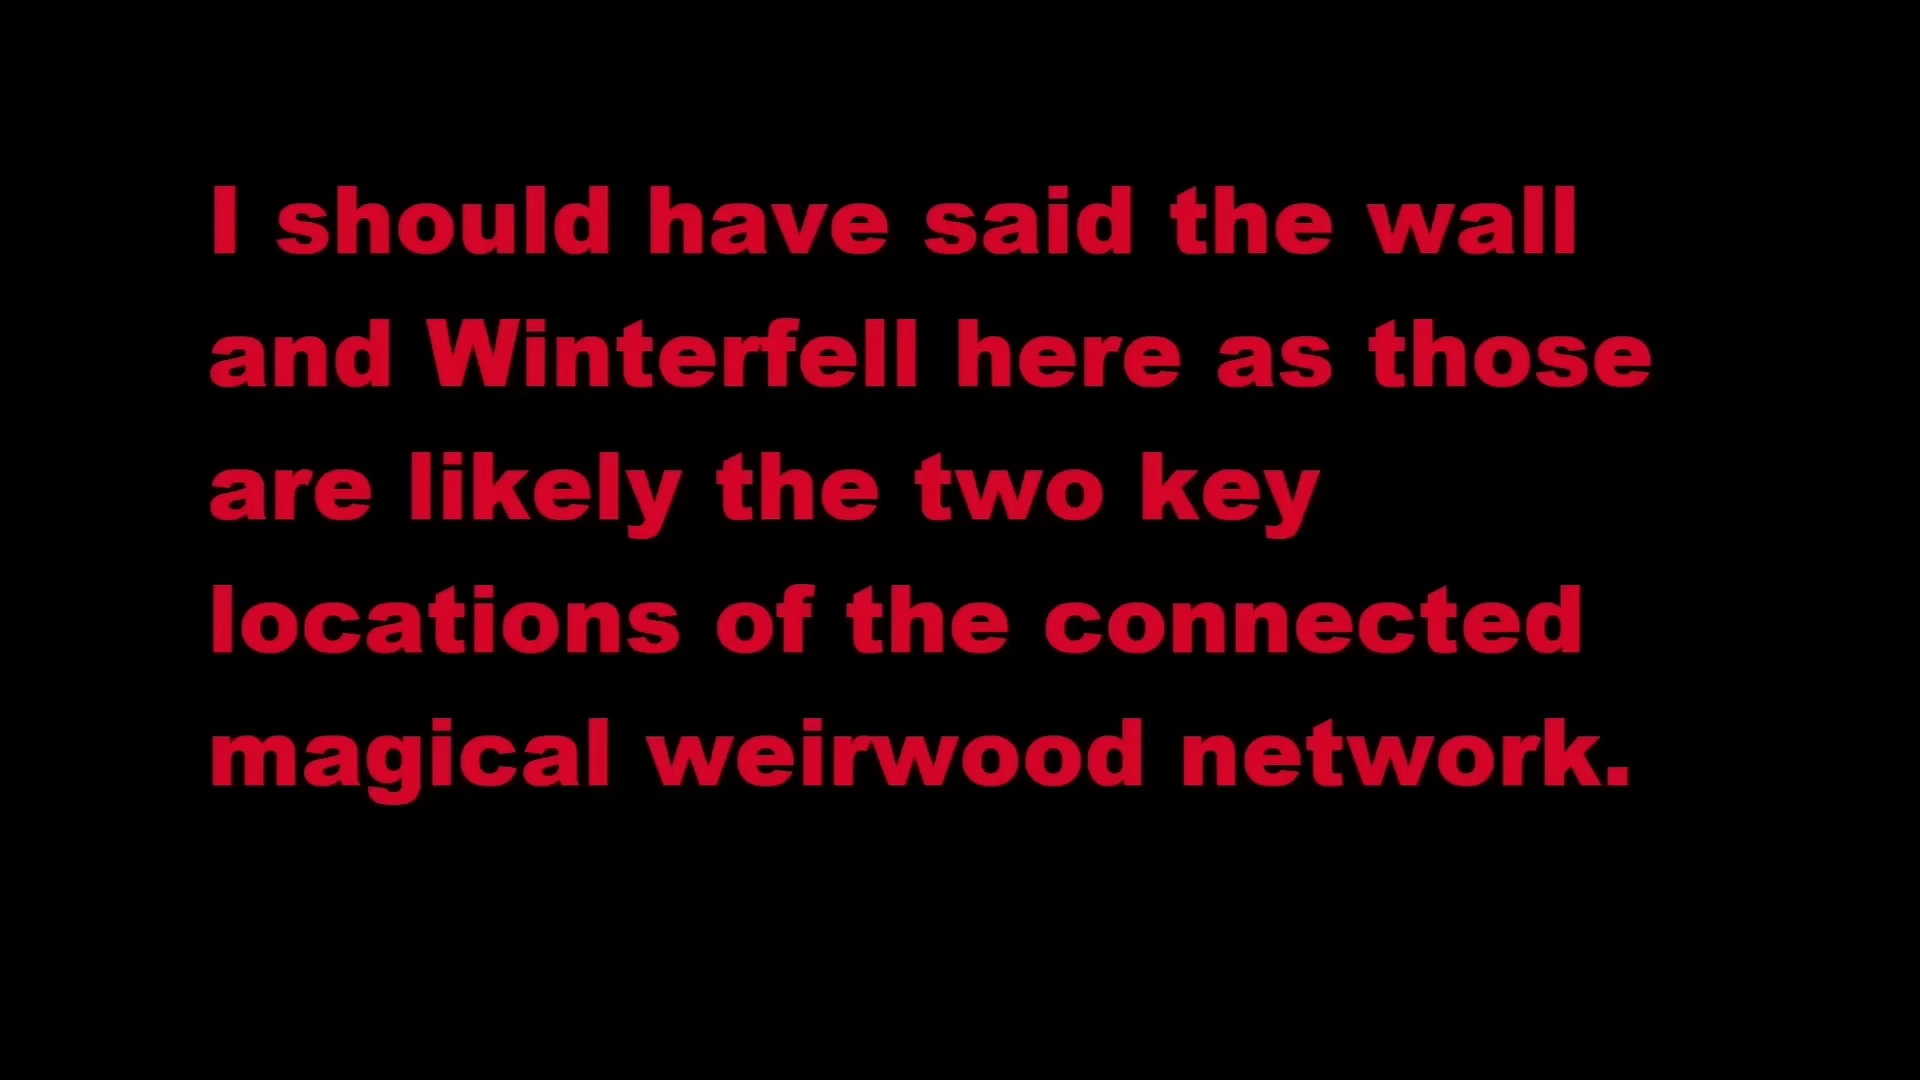 I should have said the wall
and Winterfell here as those
are likely the two key
locations of the connected
magical weirwood network.